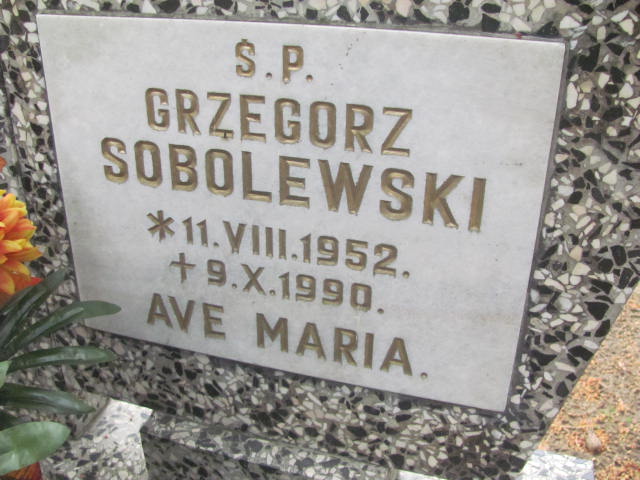 Ś.P.
GRZEGORZ
SOBOLEWSKI
* 11.VIII.1952.
+ 9.X.1990.
AVE MARIA.